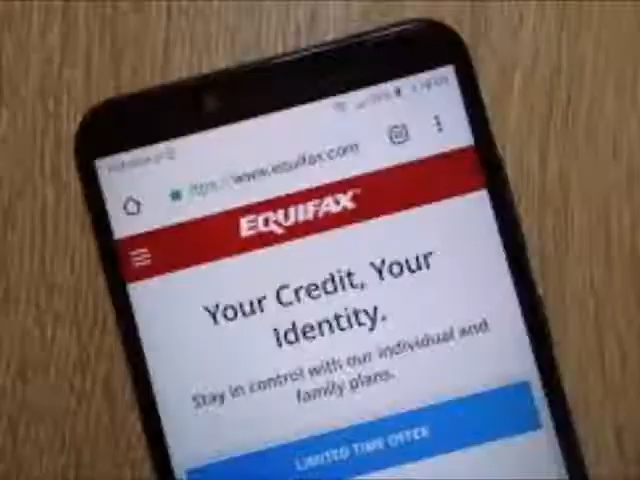 https://www.equifax.com
EQUIFAX
Your Credit, Your
Identity.
Stay in control with our individual and
family plans.
LIMITED TIME OFFER